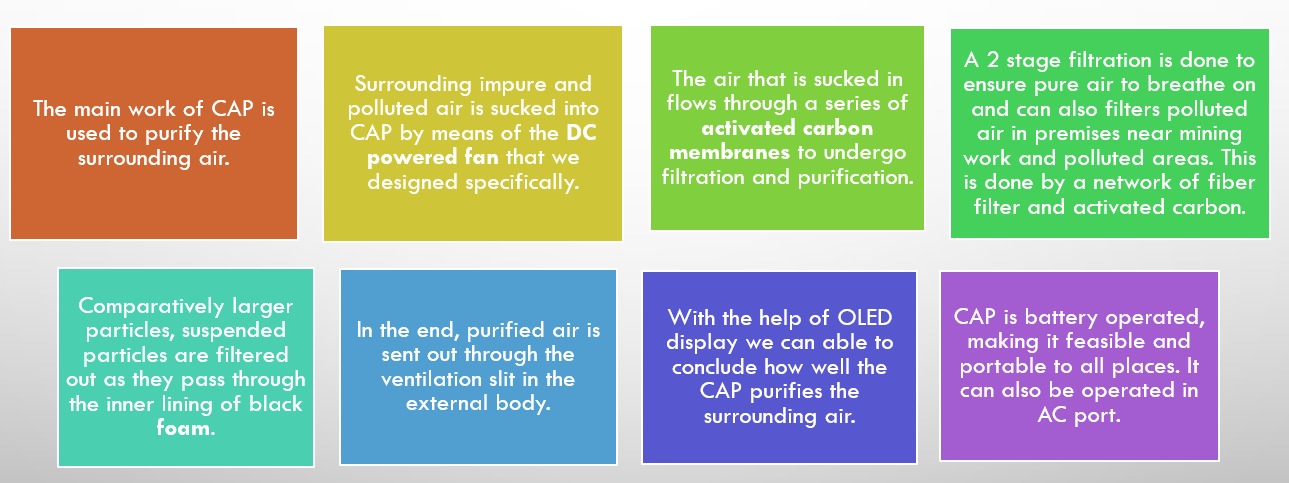 The main work of CAP is
used to purify the
surrounding air.
Surrounding impure and
polluted air is sucked into
CAP by means of the DC
powered fan that we
designed specifically.
The air that is sucked in
flows through a series of
activated carbon
membranes to undergo
filtration and purification.
A 2 stage filtration is done to
ensure pure air to breathe on
and can also filters polluted
air in premises near mining
work and polluted areas. This
is done by a network of fiber
filter and activated carbon.
Comparatively larger
particles, suspended
particles are filtered
out as they pass through
the inner lining of black
foam.
In the end, purified air is
sent out through the
ventilation slit in the
external body.
With the help of OLED
display we can able to
conclude how well the
CAP purifies the
surrounding air.
CAP is battery operated,
making it feasible and
portable to all places. It
can also be operated in
AC port.